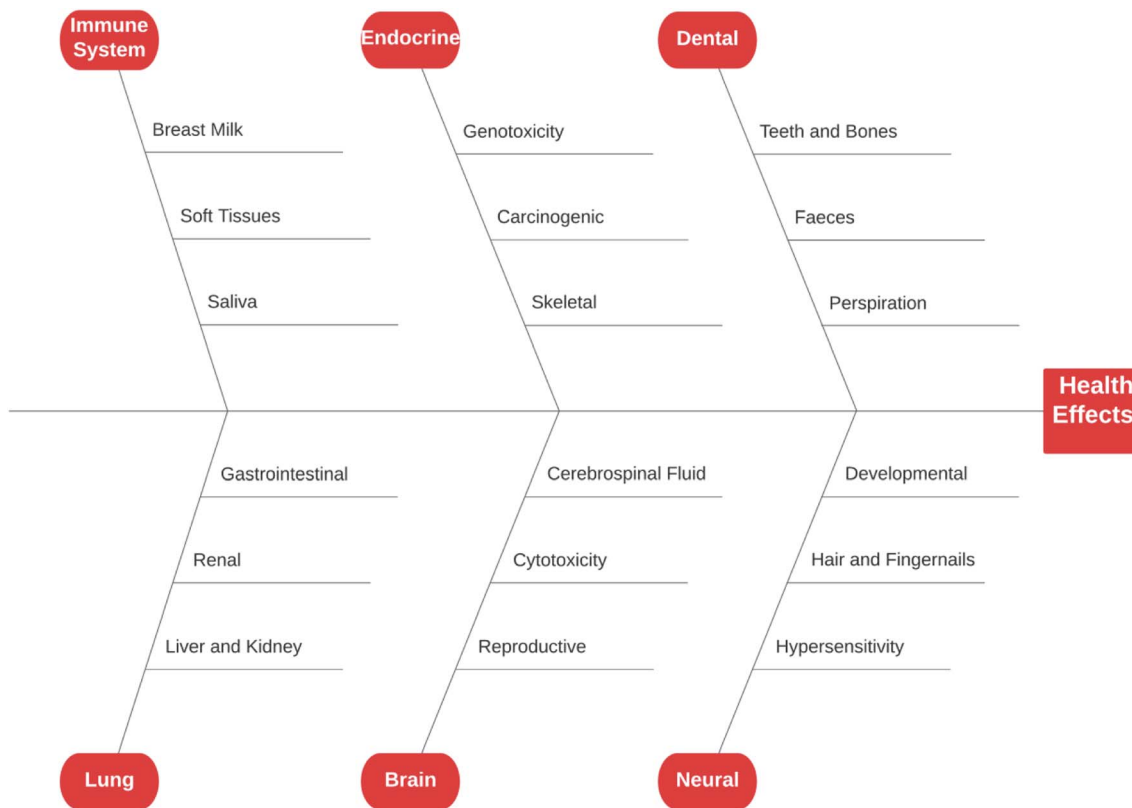 Immune
System
Endocrine
Dental
Breast Milk
Genotoxicity
Teeth and Bones
Soft Tissues
Carcinogenic
Faeces
Saliva
Skeletal
Perspiration
Health
Effects
Gastrointestinal
Cerebrospinal Fluid
Developmental
Renal
Cytotoxicity
Hair and Fingernails
Liver and Kidney
Reproductive
Hypersensitivity
Lung
Brain
Neural